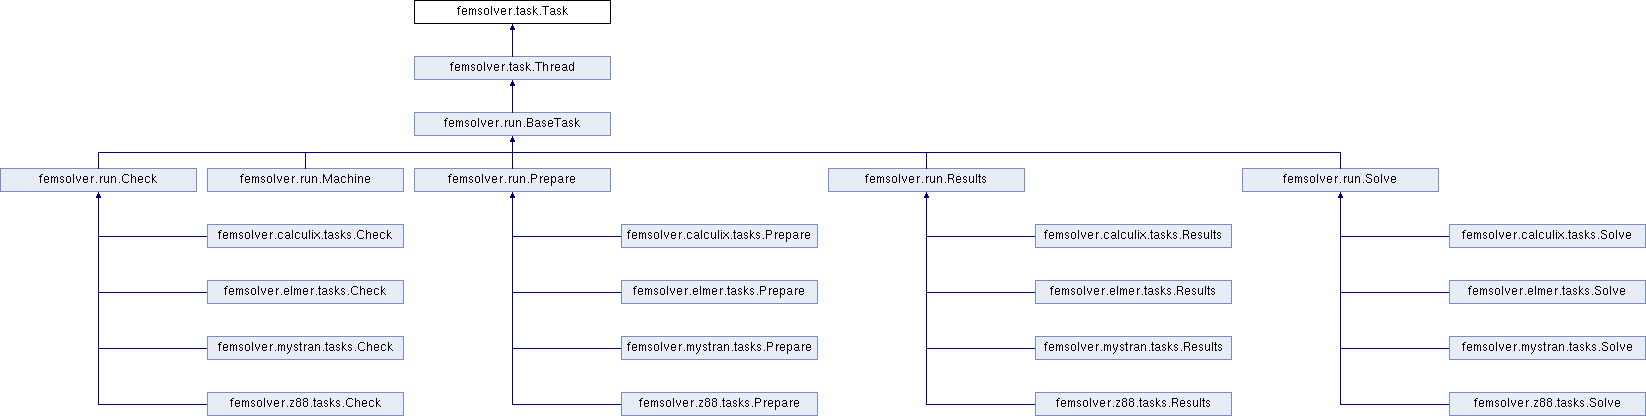 femsolver.task.Task
femsolver.task.Thread
femsolver.run.BaseTask
femsolver.run.Check
femsolver.run.Machine
femsolver.run.Prepare
femsolver.run.Results
femsolver.run.Solve
femsolver.calculix.tasks.Check
femsolver.calculix.tasks.Prepare
femsolver.calculix.tasks.Results
femsolver.calculix.tasks.Solve
femsolver.elmer.tasks.Check
femsolver.elmer.tasks.Prepare
femsolver.elmer.tasks.Results
femsolver.elmer.tasks.Solve
femsolver.mystran.tasks.Check
femsolver.mystran.tasks.Prepare
femsolver.mystran.tasks.Results
femsolver.mystran.tasks.Solve
femsolver.z88.tasks.Check
femsolver.z88.tasks.Prepare
femsolver.z88.tasks.Results
femsolver.z88.tasks.Solve